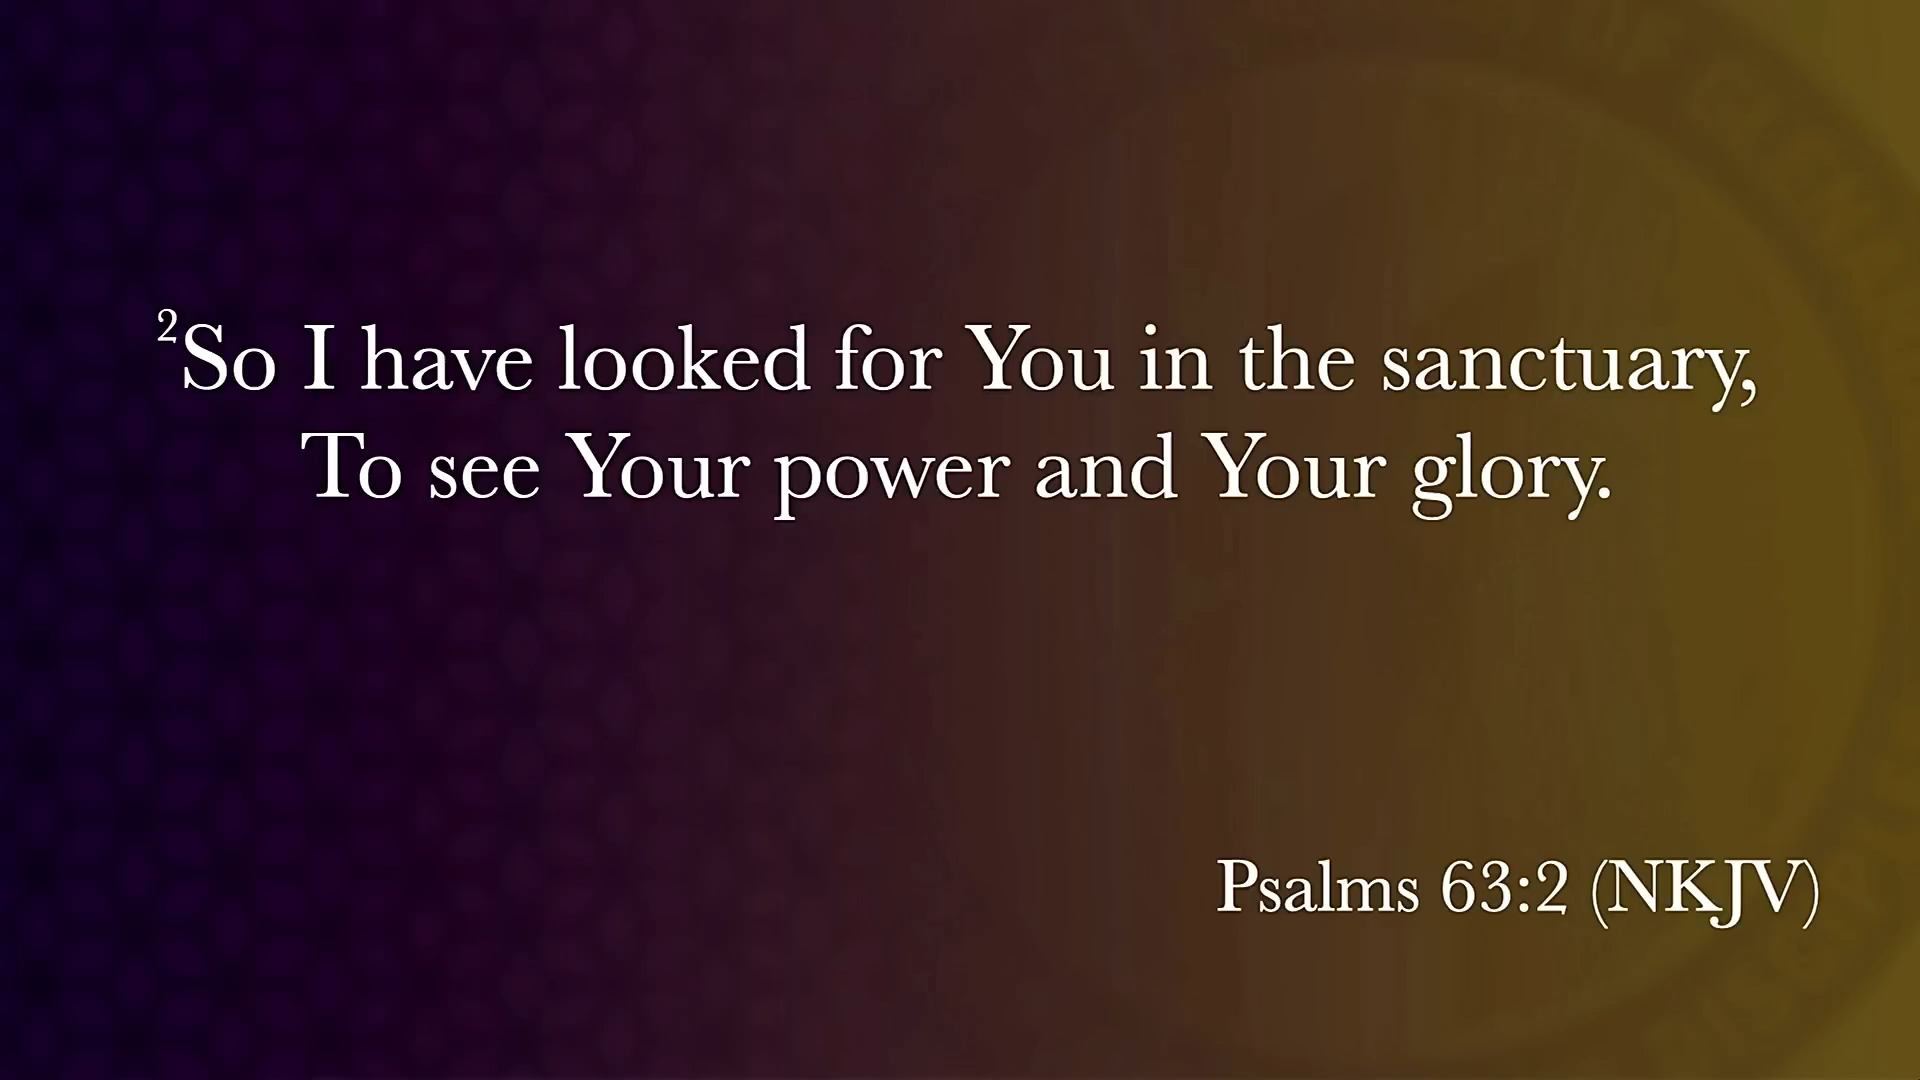 ²So I have looked for You in the sanctuary,
To see Your power and Your glory.
Psalms 63:2 (NKJV)